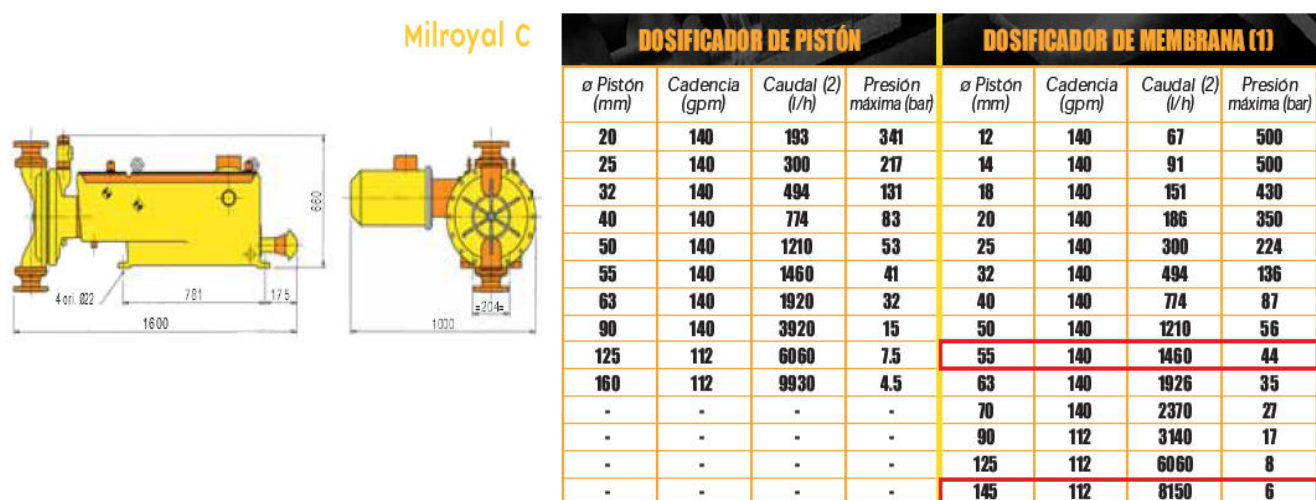 Milroyal C
DOSIFICADOR DE PISTÓN
DOSIFICADOR DE MEMBRANA (1)
ø Pistón (mm) Cadencia (gpm) Caudal (2) (l/h) Presión máxima (bar) ø Pistón (mm) Cadencia (gpm) Caudal (2) (l/h) Presión máxima (bar)
20 140 193 341 12 140 67 500
25 140 300 217 14 140 91 500
32 140 494 131 18 140 151 430
40 140 774 83 20 140 186 350
50 140 1210 53 25 140 300 224
55 140 1460 41 32 140 494 136
63 140 1920 32 40 140 774 87
90 140 3920 15 50 140 1210 56
125 112 6060 7.5 55 140 1460 44
160 112 9930 4.5 63 140 1926 35
- - - - 70 140 2370 27
- - - - 90 112 3140 17
- - - - 125 112 6060 8
- - - - 145 112 8150 6
660
4 ori. Ø22
781
175
1600
=204=
1000